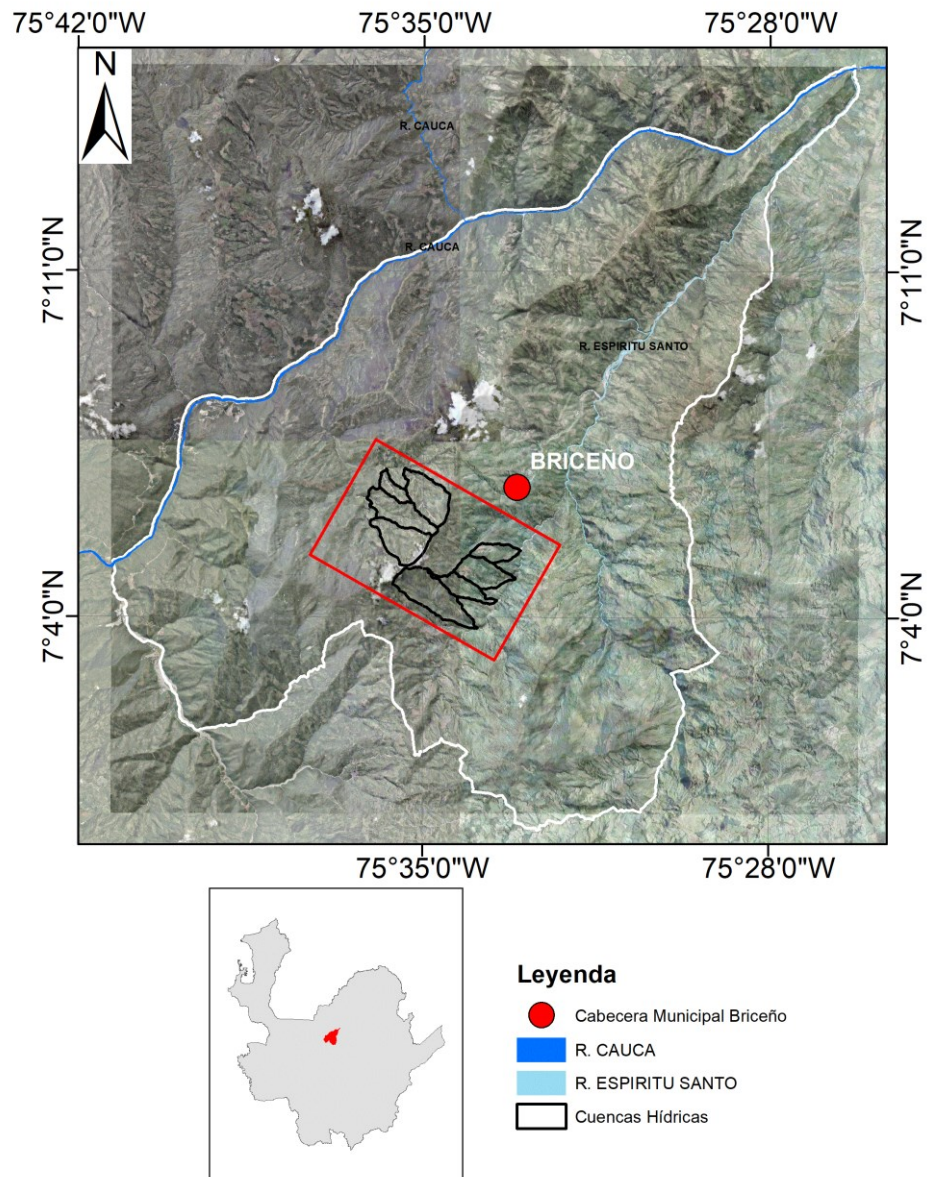 75°42'0"W
75°35'0"W
75°28'0"W
N
R. CAUCA
R. CAUCA
7°11'0"N
7°11'0"N
R. ESPIRITU SANTO
BRICEÑO
7°4'0"N
7°4'0"N
75°35'0"W
75°28'0"W
Leyenda
Cabecera Municipal Briceño
R. CAUCA
R. ESPIRITU SANTO
Cuencas Hídricas